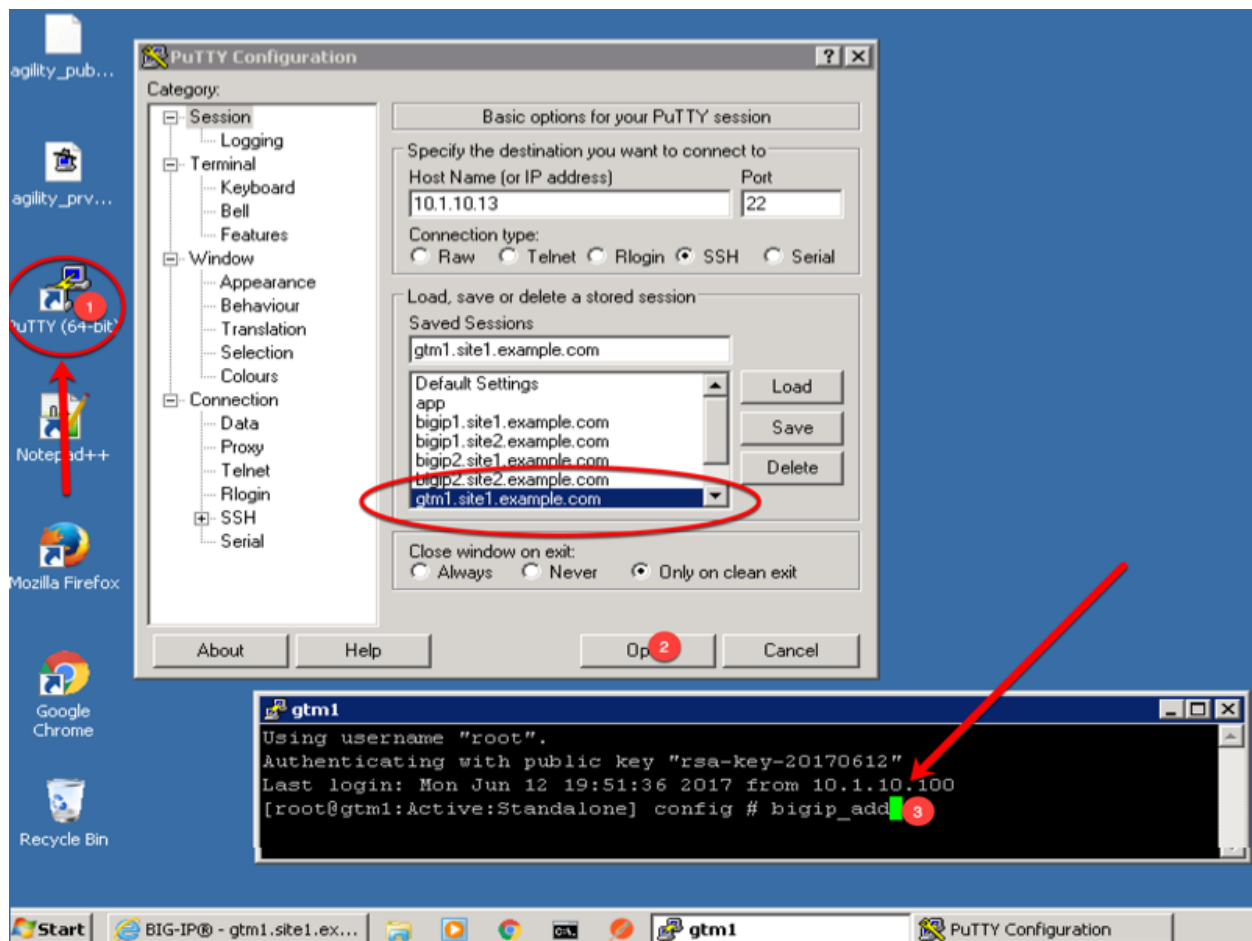 agility_pub...
agility_prv...
1
PuTTY (64-bit)
Notepad++
Mozilla Firefox
Google
Chrome
Recycle Bin
PuTTY Configuration
Category:
Session
Logging
Terminal
Keyboard
Bell
Features
Window
Appearance
Behaviour
Translation
Selection
Colours
Connection
Data
Proxy
Telnet
Rlogin
SSH
Serial
Basic options for your PuTTY session
Specify the destination you want to connect to
Host Name (or IP address) Port
10.1.10.13 22
Connection type:
Raw Telnet Rlogin SSH Serial
Load, save or delete a stored session
Saved Sessions
gtm1.site1.example.com
Default Settings
app
bigip1.site1.example.com
bigip1.site2.example.com
bigip2.site1.example.com
bigip2.site2.example.com
gtm1.site1.example.com
Load
Save
Delete
Close window on exit:
Always Never Only on clean exit
About Help Op 2 Cancel
gtm1
Using username "root".
Authenticating with public key "rsa-key-20170612"
Last login: Mon Jun 12 19:51:36 2017 from 10.1.10.100
[root@gtm1:Active:Standalone] config # bigip_add 3
Start BIG-IP® - gtm1.site1.ex... gtm1 PuTTY Configuration